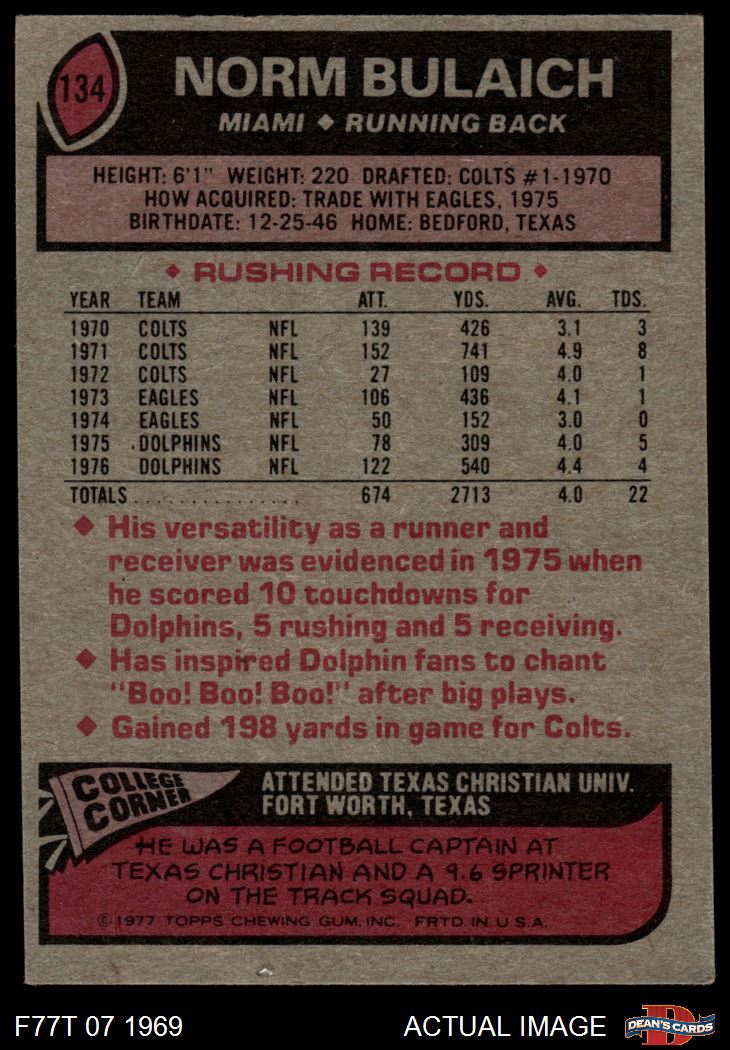 134
NORM BULAICH
MIAMI ◆ RUNNING BACK
HEIGHT: 6'1" WEIGHT: 220 DRAFTED: COLTS #1-1970
HOW ACQUIRED: TRADE WITH EAGLES, 1975
BIRTHDATE: 12-25-46 HOME: BEDFORD, TEXAS
◆ RUSHING RECORD ◆
YEAR TEAM ATT. YDS. AVG. TDS.
1970 COLTS NFL 139 426 3.1 3
1971 COLTS NFL 152 741 4.9 8
1972 COLTS NFL 27 109 4.0 1
1973 EAGLES NFL 106 436 4.1 1
1974 EAGLES NFL 50 152 3.0 0
1975 DOLPHINS NFL 78 309 4.0 5
1976 DOLPHINS NFL 122 540 4.4 4
TOTALS............... 674 2713 4.0 22
◆ His versatility as a runner and
receiver was evidenced in 1975 when
he scored 10 touchdowns for
Dolphins, 5 rushing and 5 receiving.
◆ Has inspired Dolphin fans to chant
"Boo! Boo! Boo!" after big plays.
◆ Gained 198 yards in game for Colts.
COLLEGE
CORNER
ATTENDED TEXAS CHRISTIAN UNIV.
FORT WORTH, TEXAS
HE WAS A FOOTBALL CAPTAIN AT
TEXAS CHRISTIAN AND A 9.6 SPRINTER
ON THE TRACK SQUAD.
© 1977 TOPPS CHEWING GUM, INC. PRTD. IN U.S.A.
F77T 07 1969
ACTUAL IMAGE
D
DEAN'S CARDS